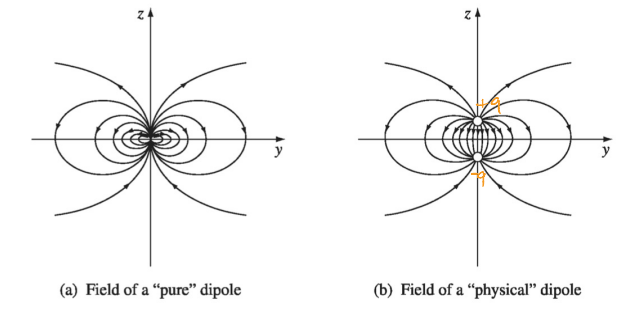 z
y
(a) Field of a “pure” dipole
z
+q
y
-q
(b) Field of a “physical” dipole